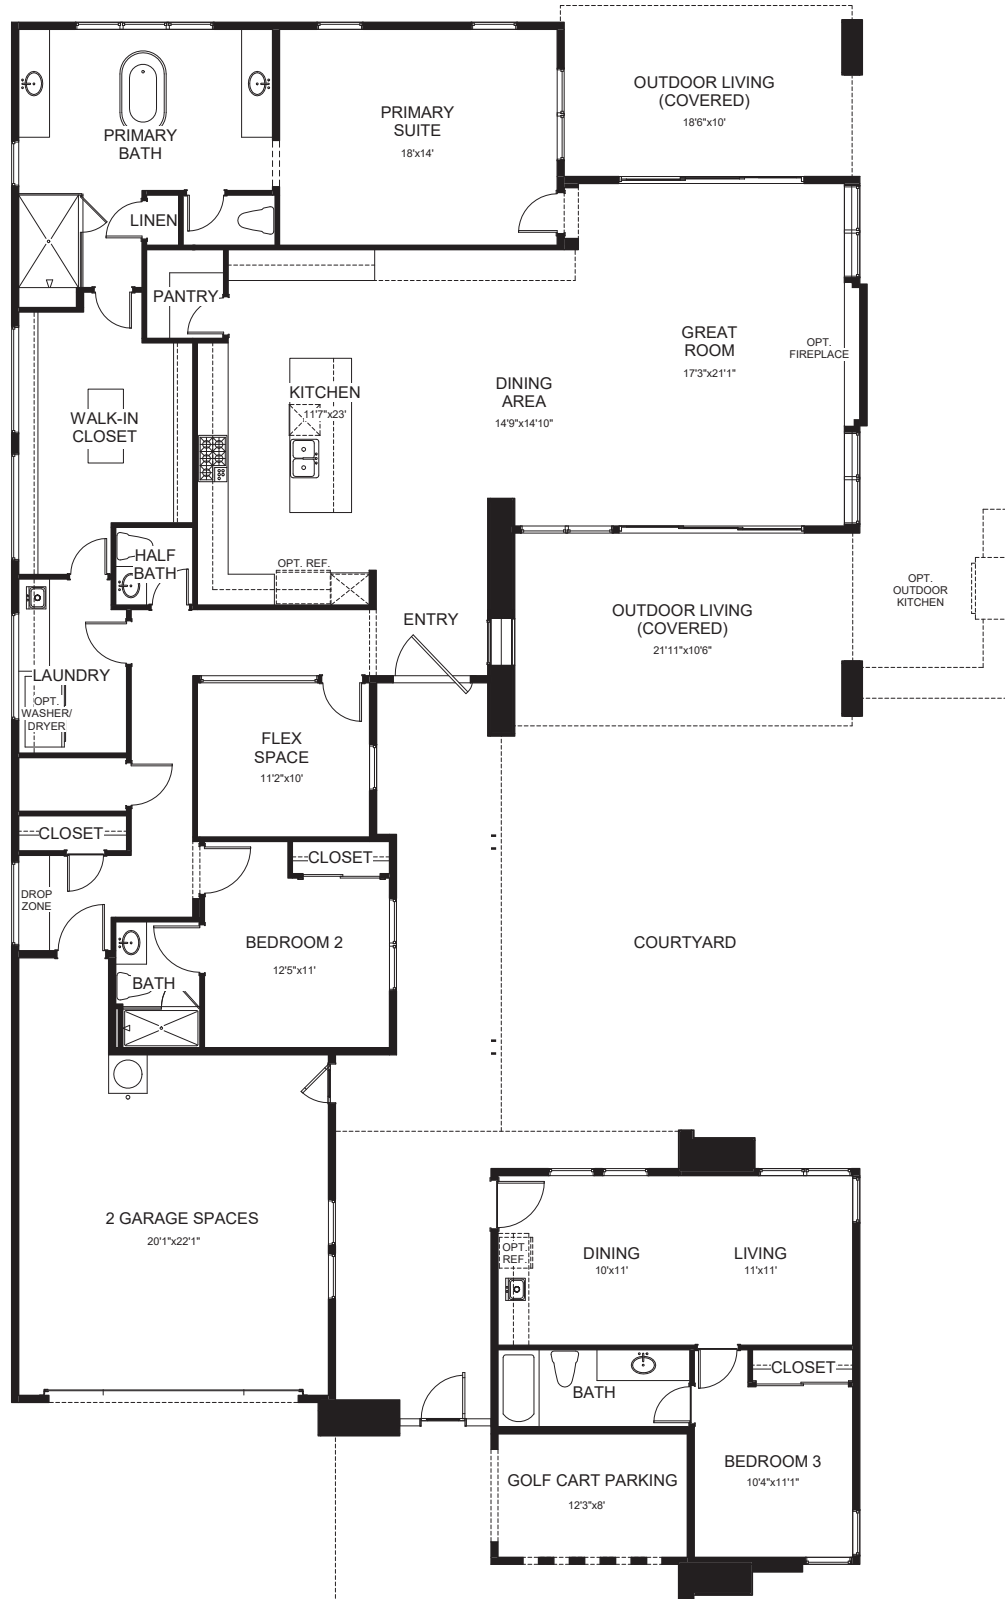 OUTDOOR LIVING
(COVERED)
18'6"x10'
PRIMARY
SUITE
18'x14'
PRIMARY
BATH
LINEN
PANTRY
GREAT
ROOM
17'3"x21'1"
OPT.
FIREPLACE
KITCHEN
11'7"x23'
DINING
AREA
14'9"x14'10"
WALK-IN
CLOSET
HALF
BATH
OPT. REF.
OPT.
OUTDOOR
KITCHEN
ENTRY
OUTDOOR LIVING
(COVERED)
21'11"x10'6"
LAUNDRY
OPT.
WASHER/
DRYER
FLEX
SPACE
11'2"x10'
CLOSET
CLOSET
DROP
ZONE
BEDROOM 2
12'5"x11'
COURTYARD
BATH
2 GARAGE SPACES
20'1"x22'1"
OPT.
REF.
DINING
10'x11'
LIVING
11'x11'
CLOSET
BATH
BEDROOM 3
10'4"x11'1"
GOLF CART PARKING
12'3"x8'